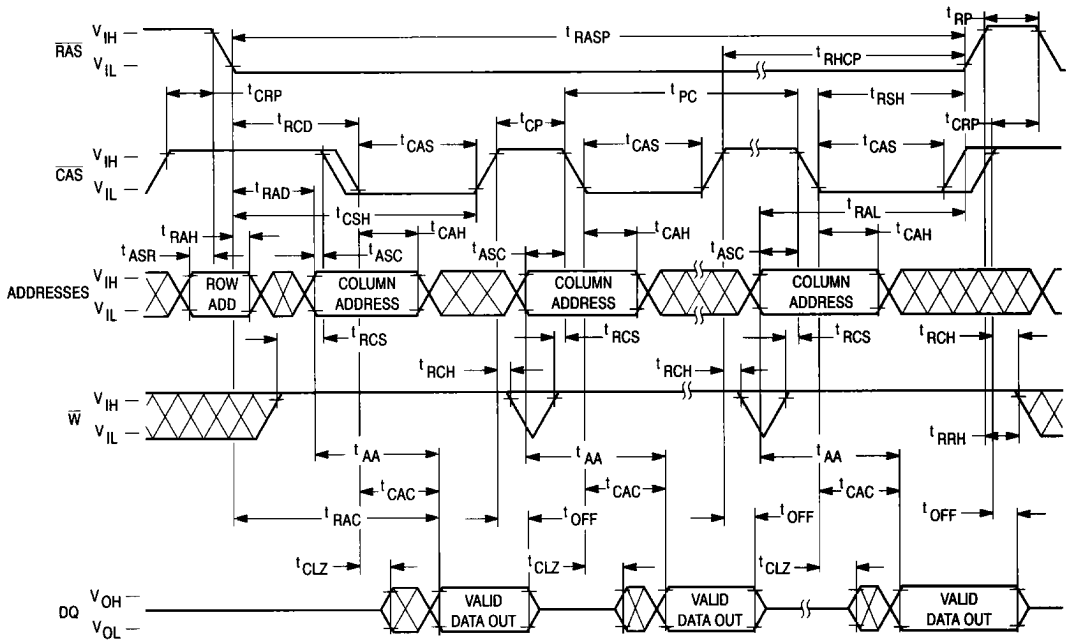 RAS
V IH
V IL
t RP
t RASP
t RHCP
t CRP
t RCD
t CP
t PC
t RSH
t CRP
CAS
V IH
V IL
t CAS
t CAS
t CAS
t RAD
t CSH
t RAL
t RAH
t CAH
t CAH
t CAH
t ASR
t ASC
t ASC
t ASC
ADDRESSES
V IH
V IL
ROW ADD
COLUMN ADDRESS
COLUMN ADDRESS
COLUMN ADDRESS
t RCS
t RCS
t RCS
t RCH
t RCH
t RCH
W
V IH
V IL
t RRH
t AA
t AA
t AA
t CAC
t CAC
t CAC
t RAC
t OFF
t OFF
t OFF
t CLZ
t CLZ
t CLZ
DQ
V OH
V OL
VALID DATA OUT
VALID DATA OUT
VALID DATA OUT